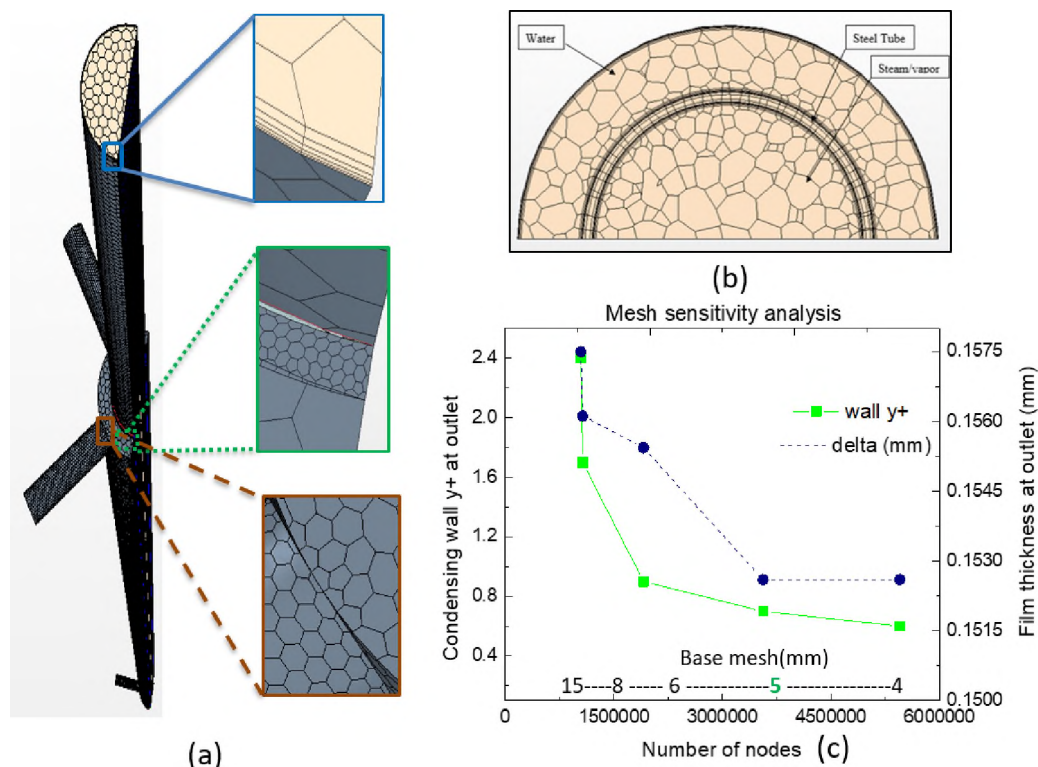 Water
Steel Tube
Steam/vapor
(b)
Mesh sensitivity analysis
Condensing wall y+ at outlet
2.4
2.0
1.6
1.2
0.8
0.4
wall y+
delta (mm)
0.1575
0.1560
0.1545
0.1530
0.1515
0.1500
Film thickness at outlet (mm)
Base mesh(mm)
15----8 ----- 6 ---------- 5 ------------4
0 1500000 3000000 4500000 6000000
Number of nodes
(c)
(a)